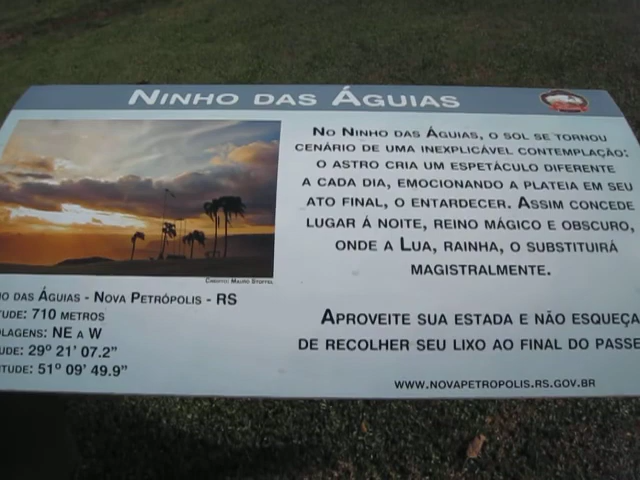 NINHO DAS ÁGUIAS
NO NINHO DAS ÁGUIAS, O SOL SE TORNOU
CENÁRIO DE UMA INEXPLICÁVEL CONTEMPLAÇÃO:
O ASTRO CRIA UM ESPETÁCULO DIFERENTE
A CADA DIA, EMOCIONANDO A PLATEIA EM SEU
ATO FINAL, O ENTARDECER. ASSIM CONCEDE
LUGAR Á NOITE, REINO MÁGICO E OBSCURO,
ONDE A LUA, RAINHA, O SUBSTITUIRÁ
MAGISTRALMENTE.
APROVEITE SUA ESTADA E NÃO ESQUEÇA
DE RECOLHER SEU LIXO AO FINAL DO PASSE
WWW.NOVAPETROPOLIS.RS.GOV.BR
DAS ÁGUIAS - NOVA PETRÓPOLIS - RS
TUDE: 710 METROS
OLAGENS: NE A W
UDE: 29º 21' 07.2"
ITUDE: 51º 09' 49.9"